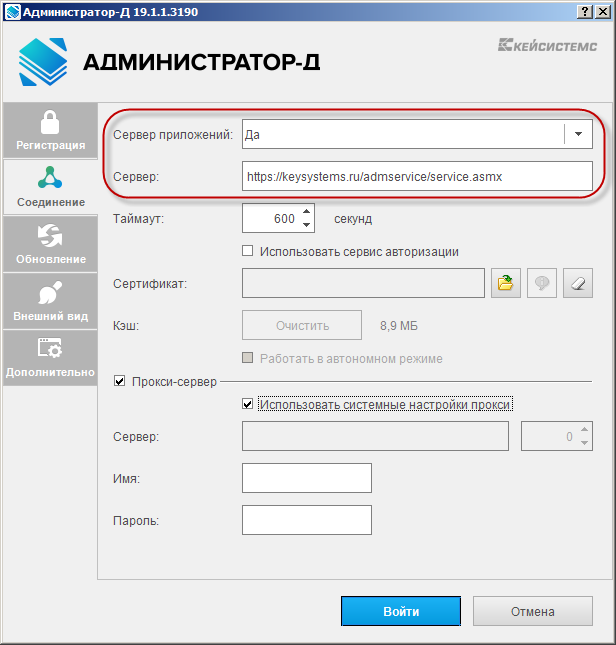 Администратор-Д 19.1.1.3190
АДМИНИСТРАТОР-Д
КЕЙСИСТЕМС
Регистрация
Соединение
Обновление
Внешний вид
Дополнительно
Сервер приложений: Да
Сервер: https://keysystems.ru/admservice/service.asmx
Таймаут: 600 секунд
Использовать сервис авторизации
Сертификат:
Кэш: Очистить 8,9 МБ
Работать в автономном режиме
Прокси-сервер
Использовать системные настройки прокси
Сервер: 0
Имя:
Пароль:
Войти Отмена